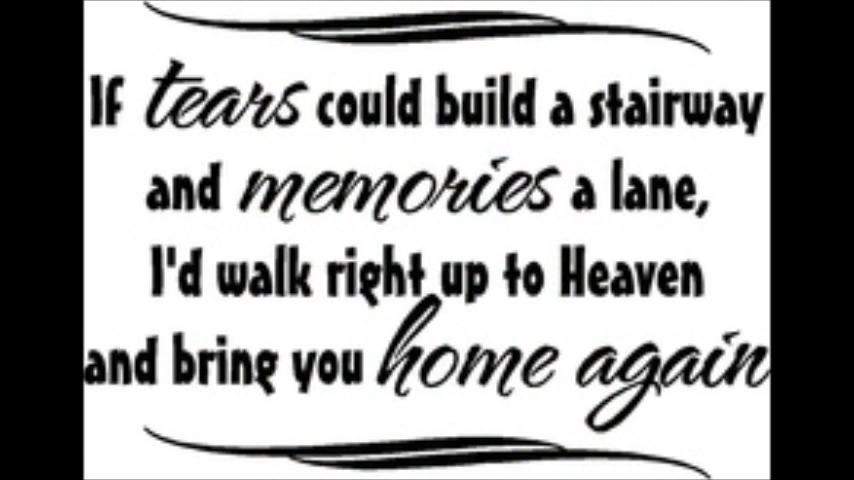 If tears could build a stairway
and memories a lane,
I'd walk right up to Heaven
and bring you home again